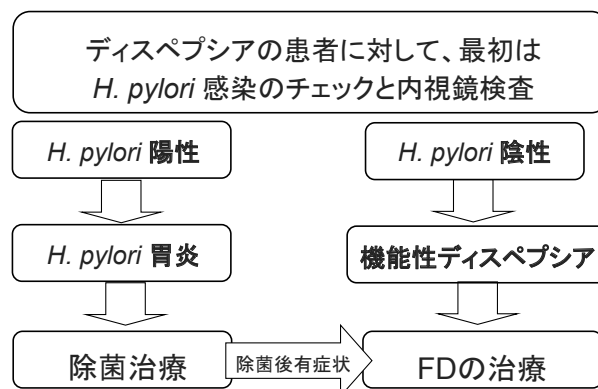 ディスペプシアの患者に対して、最初は
H. pylori 感染のチェックと内視鏡検査
H. pylori 陽性
H. pylori 陰性
H. pylori 胃炎
機能性ディスペプシア
除菌治療
除菌後有症状
FDの治療